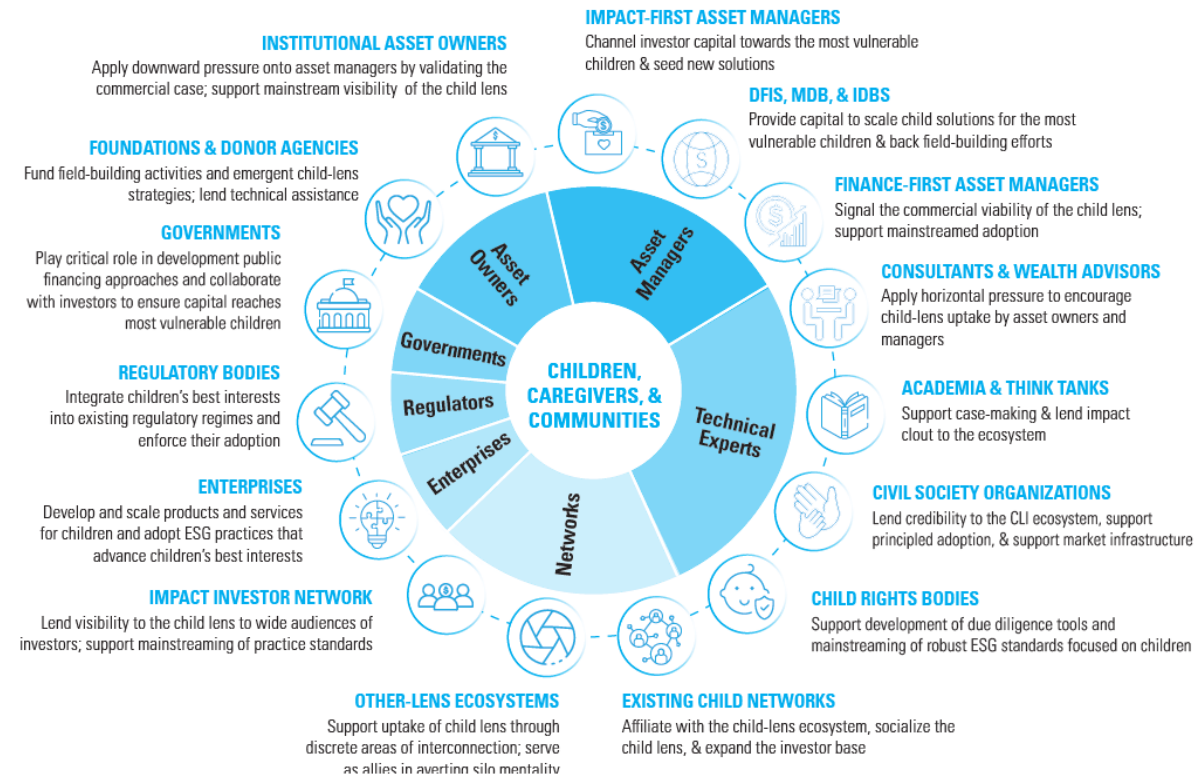 IMPACT-FIRST ASSET MANAGERS
Channel investor capital towards the most vulnerable
children & seed new solutions
DFIS, MDB, & IDBS
Provide capital to scale child solutions for the most
vulnerable children & back field-building efforts
FINANCE-FIRST ASSET MANAGERS
Signal the commercial viability of the child lens;
support mainstreamed adoption
CONSULTANTS & WEALTH ADVISORS
Apply horizontal pressure to encourage
child-lens uptake by asset owners and
managers
ACADEMIA & THINK TANKS
Support case-making & lend impact
clout to the ecosystem
CIVIL SOCIETY ORGANIZATIONS
Lend credibility to the CLI ecosystem, support
principled adoption, & support market infrastructure
CHILD RIGHTS BODIES
Support development of due diligence tools and
mainstreaming of robust ESG standards focused on children
EXISTING CHILD NETWORKS
Affiliate with the child-lens ecosystem, socialize the
child lens, & expand the investor base
OTHER-LENS ECOSYSTEMS
Support uptake of child lens through
discrete areas of interconnection; serve
as allies in averting silo mentality
IMPACT INVESTOR NETWORK
Lend visibility to the child lens to wide audiences of
investors; support mainstreaming of practice standards
ENTERPRISES
Develop and scale products and services
for children and adopt ESG practices that
advance children's best interests
REGULATORY BODIES
Integrate children's best interests
into existing regulatory regimes and
enforce their adoption
GOVERNMENTS
Play critical role in development public
financing approaches and collaborate
with investors to ensure capital reaches
most vulnerable children
FOUNDATIONS & DONOR AGENCIES
Fund field-building activities and emergent child-lens
strategies; lend technical assistance
INSTITUTIONAL ASSET OWNERS
Apply downward pressure onto asset managers by validating the
commercial case; support mainstream visibility of the child lens
Asset
Managers
Technical
Experts
Networks
Enterprises
Regulators
Governments
Asset
Owners
CHILDREN,
CAREGIVERS, &
COMMUNITIES
$
$
$
$